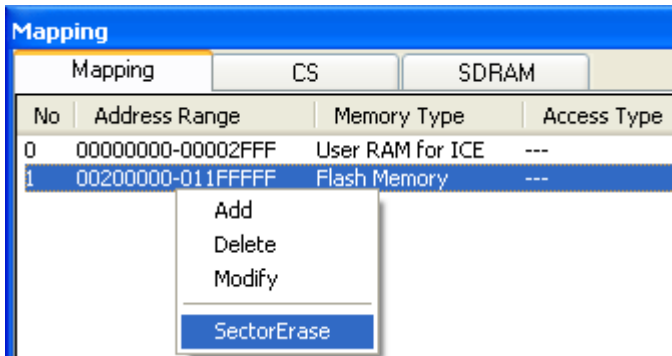 Mapping
Mapping CS SDRAM
No Address Range Memory Type Access Type
0 00000000-00002FFF User RAM for ICE ---
1 00200000-011FFFFF Flash Memory ---
Add
Delete
Modify
SectorErase